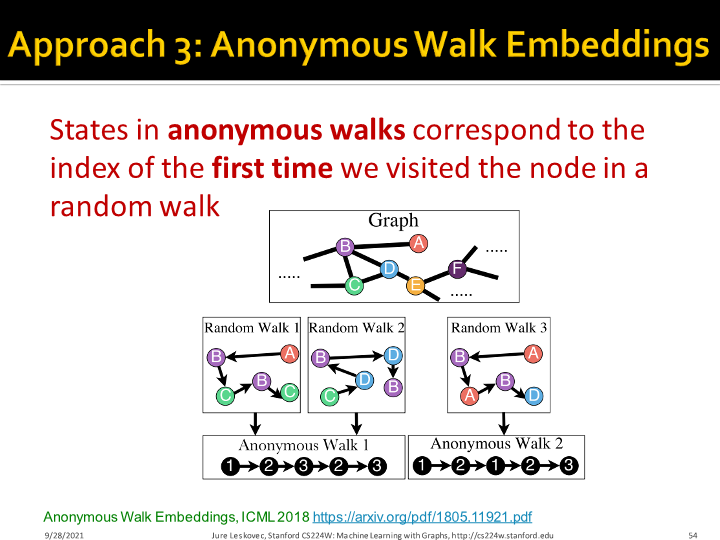 Approach 3: Anonymous Walk Embeddings
States in anonymous walks correspond to the
index of the first time we visited the node in a
random walk
Graph
B
A
.....
D
F
.....
C
E
.....
Random Walk 1
B
A
B
C
C
Random Walk 2
B
D
D
B
C
Random Walk 3
B
A
B
A
D
Anonymous Walk 1
1 2 3 2 3
Anonymous Walk 2
1 2 1 2 3
Anonymous Walk Embeddings, ICML 2018 https://arxiv.org/pdf/1805.11921.pdf
9/28/2021 Jure Leskovec, Stanford CS224W: Machine Learning with Graphs, http://cs224w.stanford.edu 54